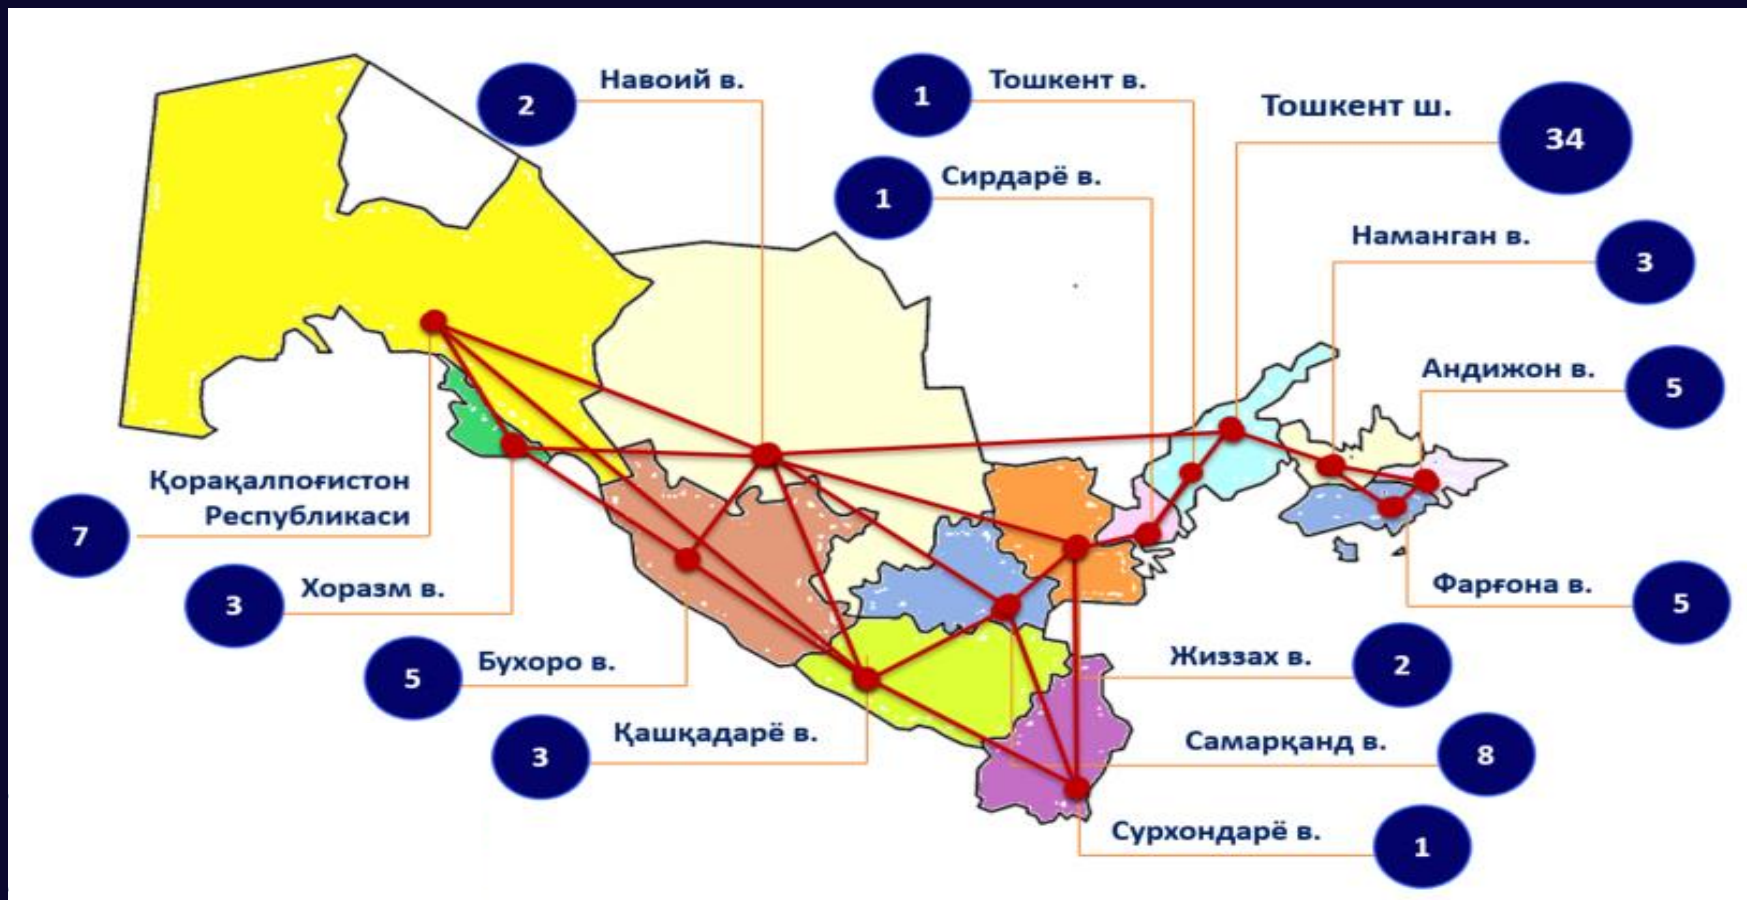 2
Навоий в.
1
Тошкент в.
Тошкент ш.
34
1
Сирдарё в.
Наманган в.
3
Андижон в.
5
Қорақалпоғистон
Республикаси
7
Хоразм в.
3
Фарғона в.
5
Бухоро в.
5
Жиззах в.
2
Қашқадарё в.
3
Самарқанд в.
8
Сурхондарё в.
1